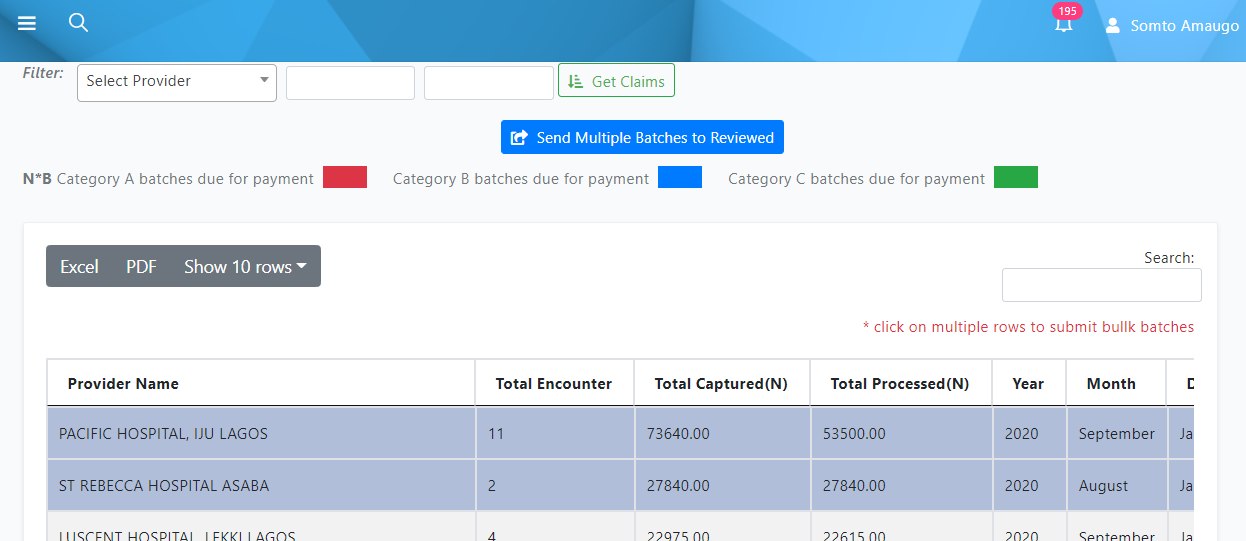 195
Somto Amaugo
Filter: Select Provider Get Claims
Send Multiple Batches to Reviewed
N*B Category A batches due for payment Category B batches due for payment Category C batches due for payment
Excel PDF Show 10 rows
Search:
* click on multiple rows to submit bullk batches
Provider Name Total Encounter Total Captured(N) Total Processed(N) Year Month
PACIFIC HOSPITAL, IJU LAGOS 11 73640.00 53500.00 2020 September Ja
ST REBECCA HOSPITAL ASABA 2 27840.00 27840.00 2020 August Ja
LUSCENT HOSPITAL, LEKKI LAGOS 4 22975.00 22615.00 2020 September Ja